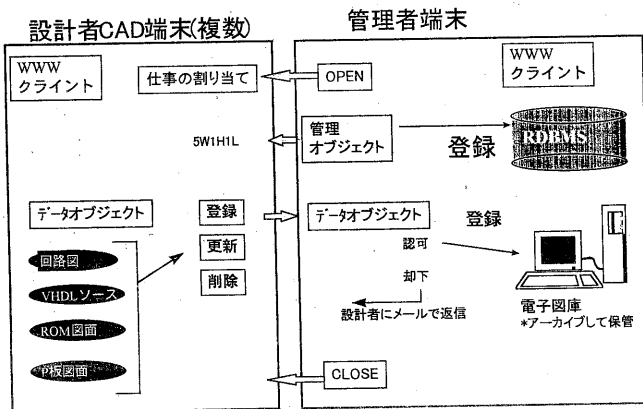 設計者CAD端末(複数)
管理者端末
WWW
クライント
仕事の割り当て
OPEN
WWW
クライント
5W1H1L
管理
オブジェクト
登録
RDBMS
データオブジェクト
登録
更新
削除
データオブジェクト
登録
認可
却下
設計者にメールで返信
回路図
VHDLソース
ROM図面
P板図面
電子図庫
*アーカイブして保管
CLOSE